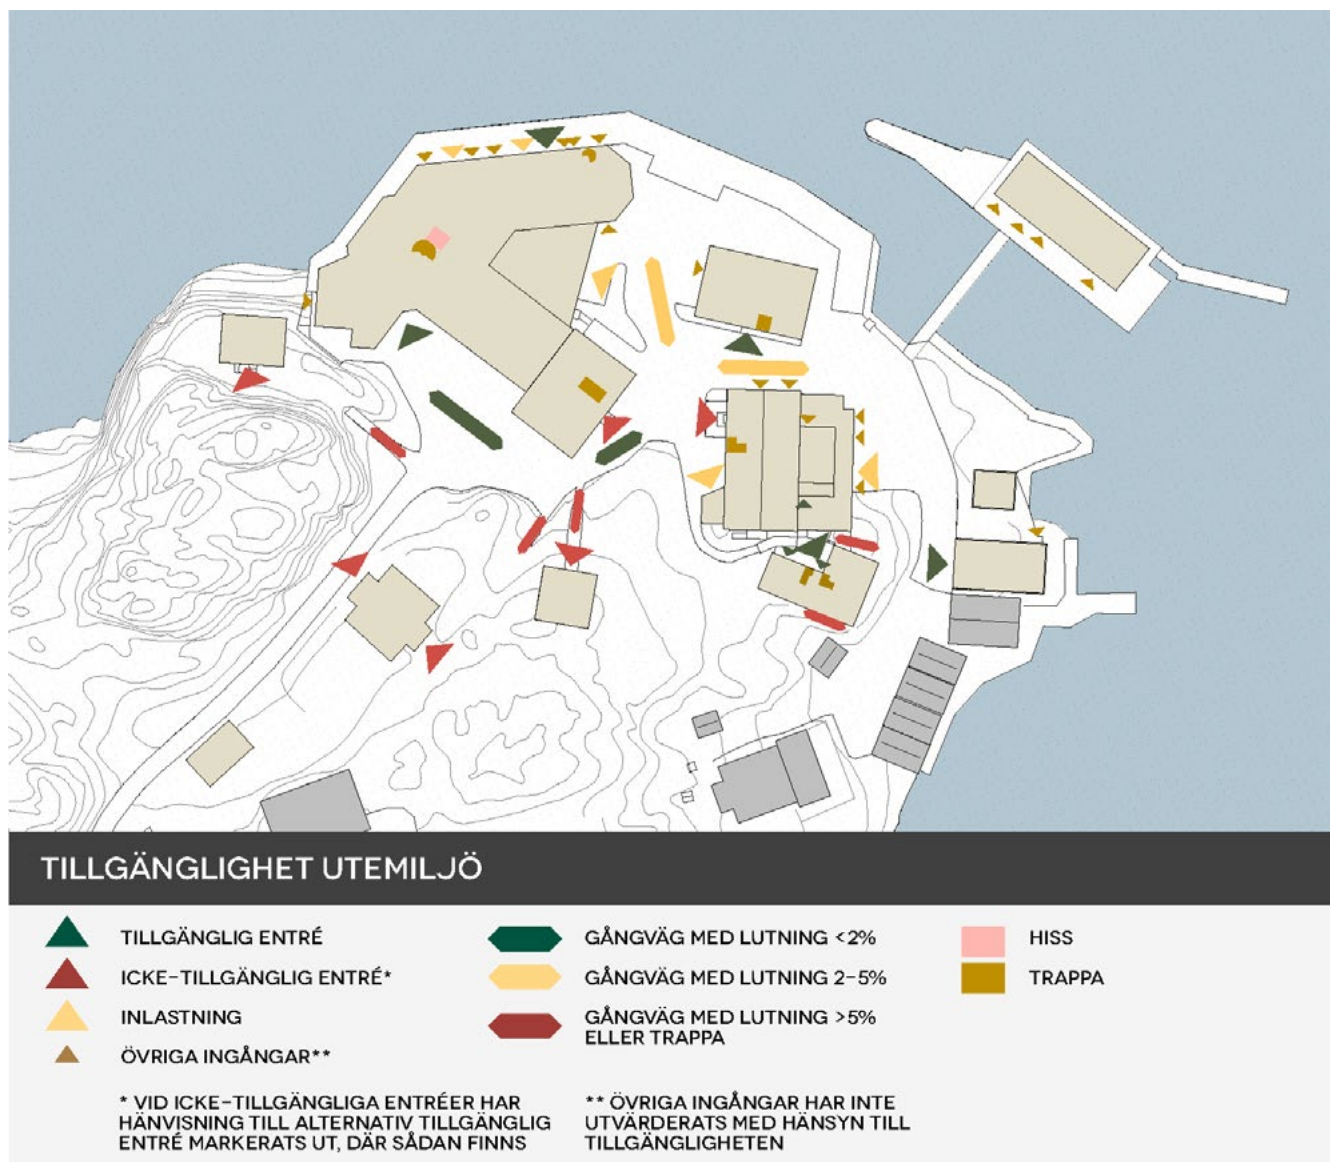 TILLGÄNGLIGHET UTEMILJÖ
TILLGÄNGLIG ENTRÉ
ICKE-TILLGÄNGLIG ENTRÉ*
INLASTNING
ÖVRIGA INGÅNGAR**
* VID ICKE-TILLGÄNGLIGA ENTRÉER HAR
HÄNVISNING TILL ALTERNATIV TILLGÄNGLIG
ENTRÉ MARKERATS UT, DÄR SÅDAN FINNS
GÅNGVÄG MED LUTNING <2%
GÅNGVÄG MED LUTNING 2-5%
GÅNGVÄG MED LUTNING >5%
ELLER TRAPPA
** ÖVRIGA INGÅNGAR HAR INTE
UTVÄRDERATS MED HÄNSYN TILL
TILLGÄNGLIGHETEN
HISS
TRAPPA